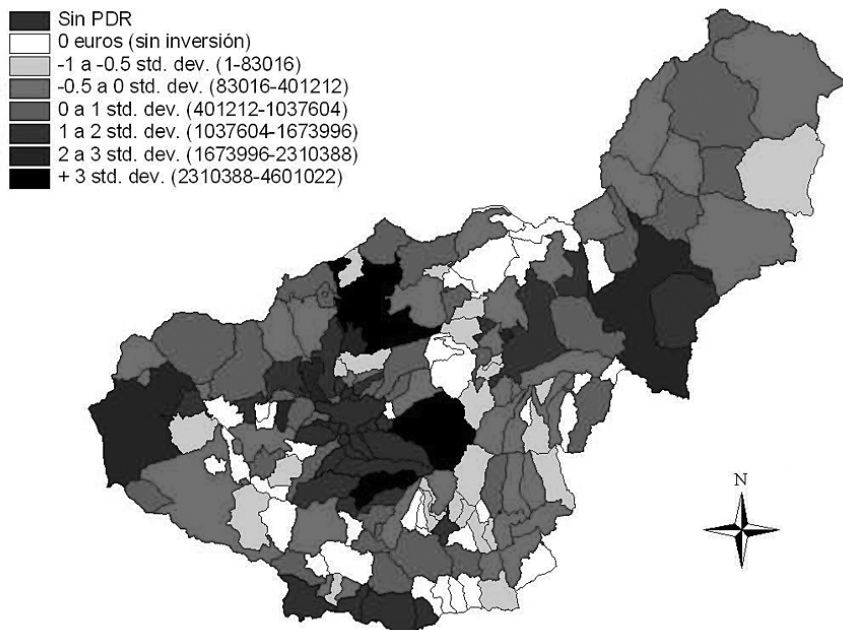 Sin PDR
0 euros (sin inversión)
-1 a -0.5 std. dev. (1-83016)
-0.5 a 0 std. dev. (83016-401212)
0 a 1 std. dev. (401212-1037604)
1 a 2 std. dev. (1037604-1673996)
2 a 3 std. dev. (1673996-2310388)
+ 3 std. dev. (2310388-4601022)
N